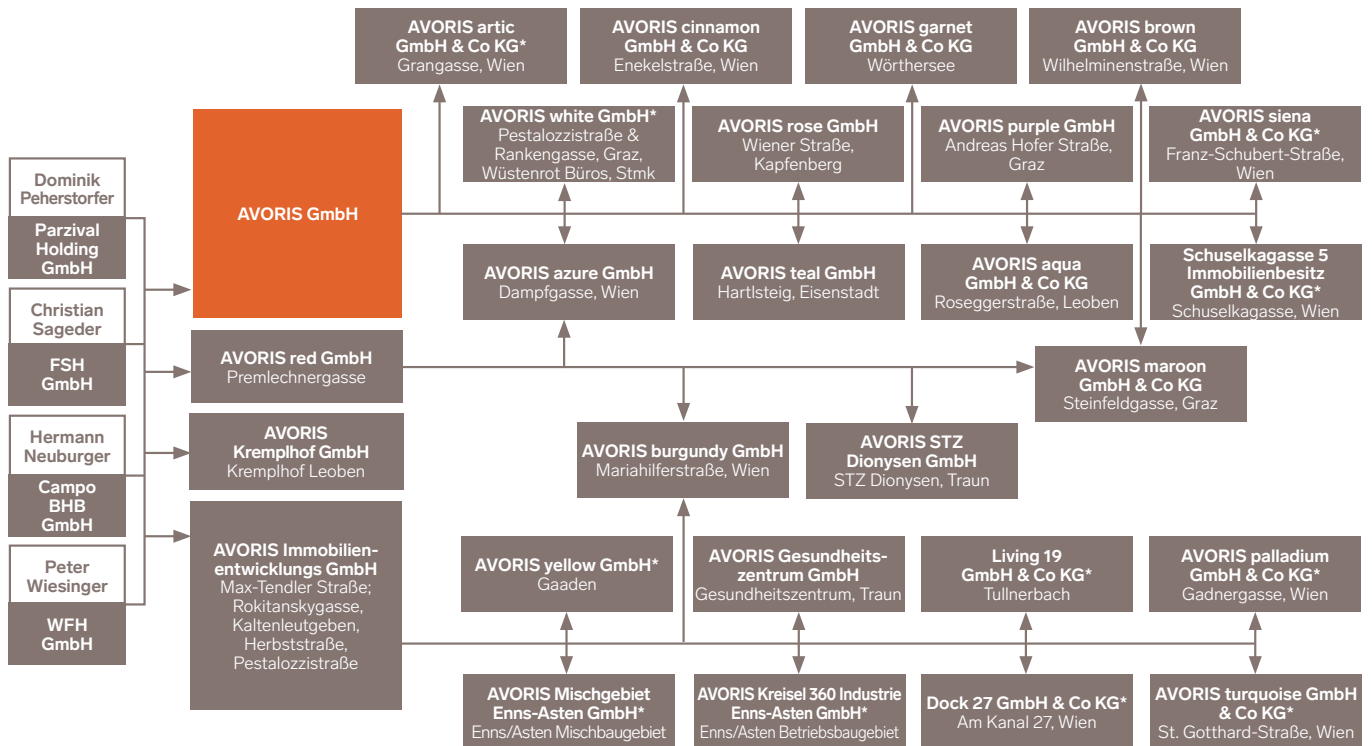 AVORIS artic
GmbH & Co KG*
Grangasse, Wien
AVORIS cinnamon
GmbH & Co KG
Enekelstraße, Wien
AVORIS garnet
GmbH & Co KG
Wörthersee
AVORIS brown
GmbH & Co KG
Wilhelminenstraße, Wien
AVORIS white GmbH*
Pestalozzistraße &
Rankengasse, Graz,
Wüstenrot Büros, Stmk
AVORIS rose GmbH
Wiener Straße,
Kapfenberg
AVORIS purple GmbH
Andreas Hofer Straße,
Graz
AVORIS siena
GmbH & Co KG*
Franz-Schubert-Straße,
Wien
Dominik
Peherstorfer
Parzival
Holding
GmbH
Christian
Sageder
FSH
GmbH
Hermann
Neuburger
Campo
BHB
GmbH
Peter
Wiesinger
WFH
GmbH
AVORIS GmbH
AVORIS azure GmbH
Dampfgasse, Wien
AVORIS teal GmbH
Hartlsteig, Eisenstadt
AVORIS aqua
GmbH & Co KG
Roseggerstraße, Leoben
Schuselkagasse 5
Immobilienbesitz
GmbH & Co KG*
Schuselkagasse, Wien
AVORIS red GmbH
Premlechnergasse
AVORIS maroon
GmbH & Co KG
Steinfeldgasse, Graz
AVORIS
Kremplhof GmbH
Kremplhof Leoben
AVORIS burgundy GmbH
Mariahilferstraße, Wien
AVORIS STZ
Dionysen GmbH
STZ Dionysen, Traun
AVORIS Immobilien-
entwicklungs GmbH
Max-Tendler Straße;
Rokitanskygasse,
Kaltenleutgeben,
Herbststraße,
Pestalozzistraße
AVORIS yellow GmbH*
Gaaden
AVORIS Gesundheits-
zentrum GmbH
Gesundheitszentrum, Traun
Living 19
GmbH & Co KG*
Tullnerbach
AVORIS palladium
GmbH & Co KG*
Gadnergasse, Wien
AVORIS Mischgebiet
Enns-Asten GmbH*
Enns/Asten Mischbaugebiet
AVORIS Kreisel 360 Industrie
Enns-Asten GmbH*
Enns/Asten Betriebsbaugebiet
Dock 27 GmbH & Co KG*
Am Kanal 27, Wien
AVORIS turquoise GmbH
& Co KG*
St. Gotthard-Straße, Wien